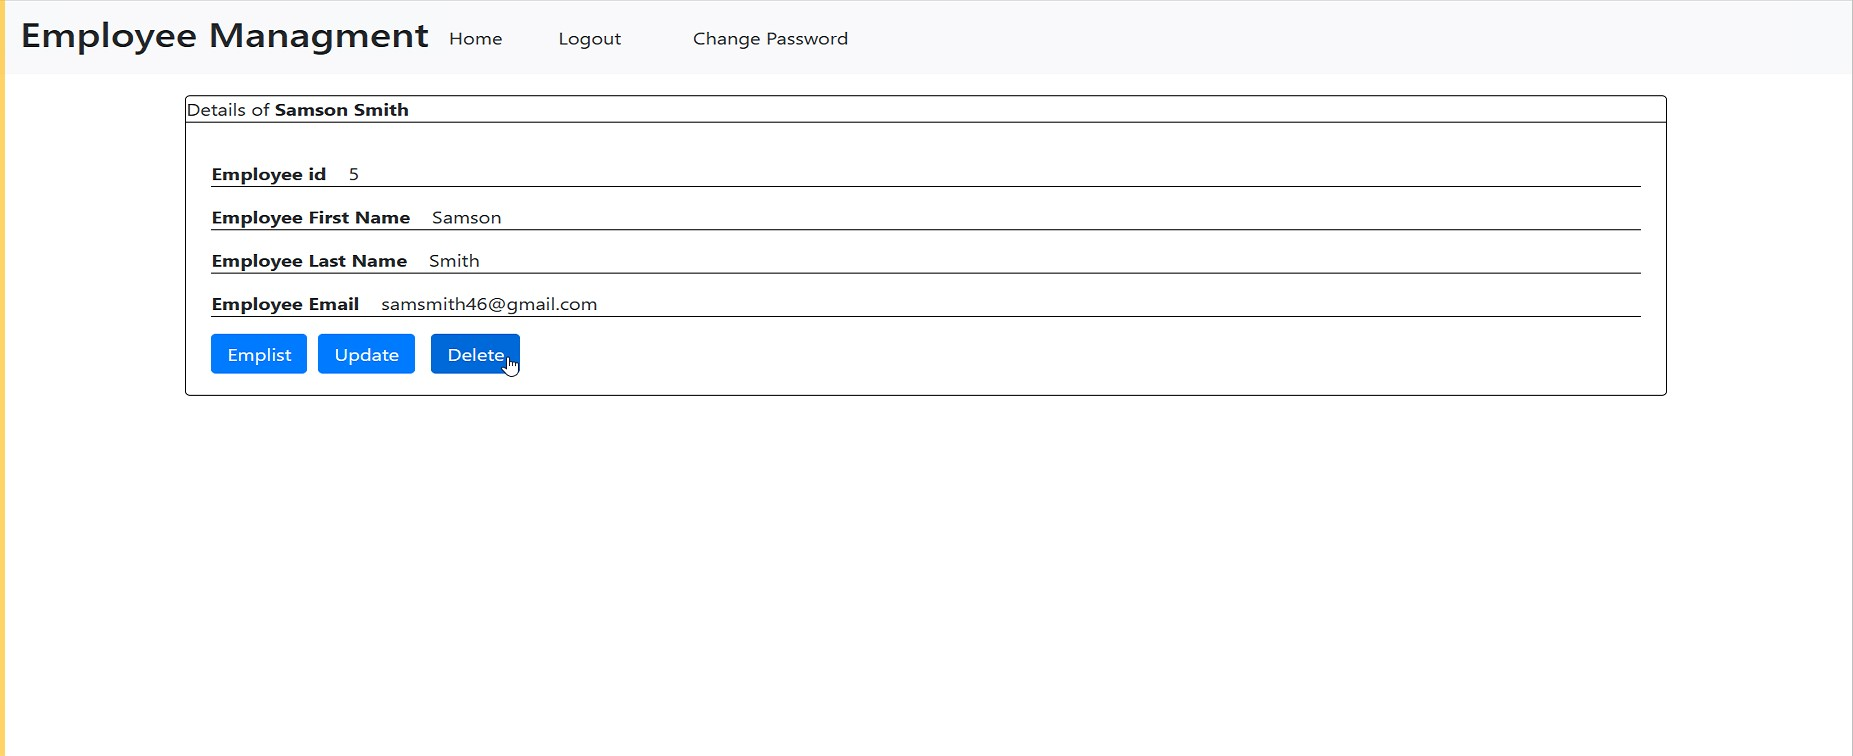 Employee Managment Home Logout Change Password
Details of Samson Smith
Employee id 5
Employee First Name Samson
Employee Last Name Smith
Employee Email samsmith46@gmail.com
Emplist Update Delete